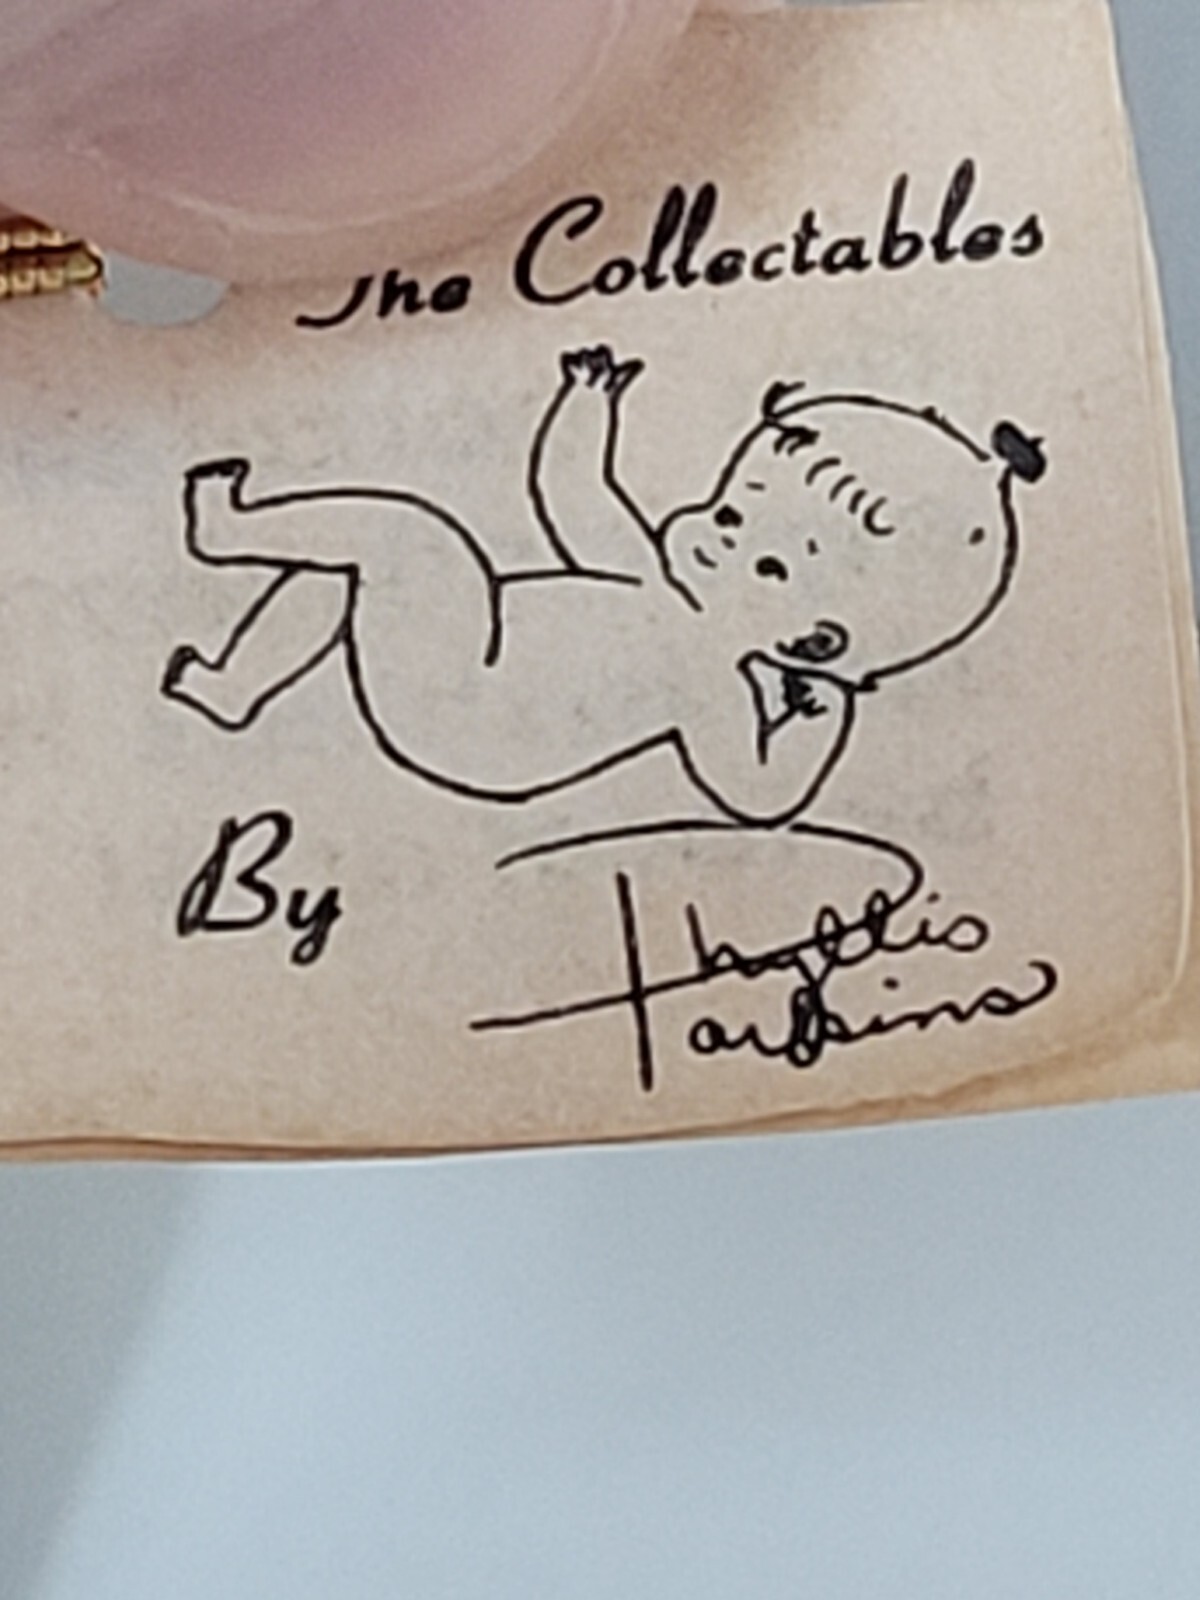 The Collectables
By
Phyllis
Parkins